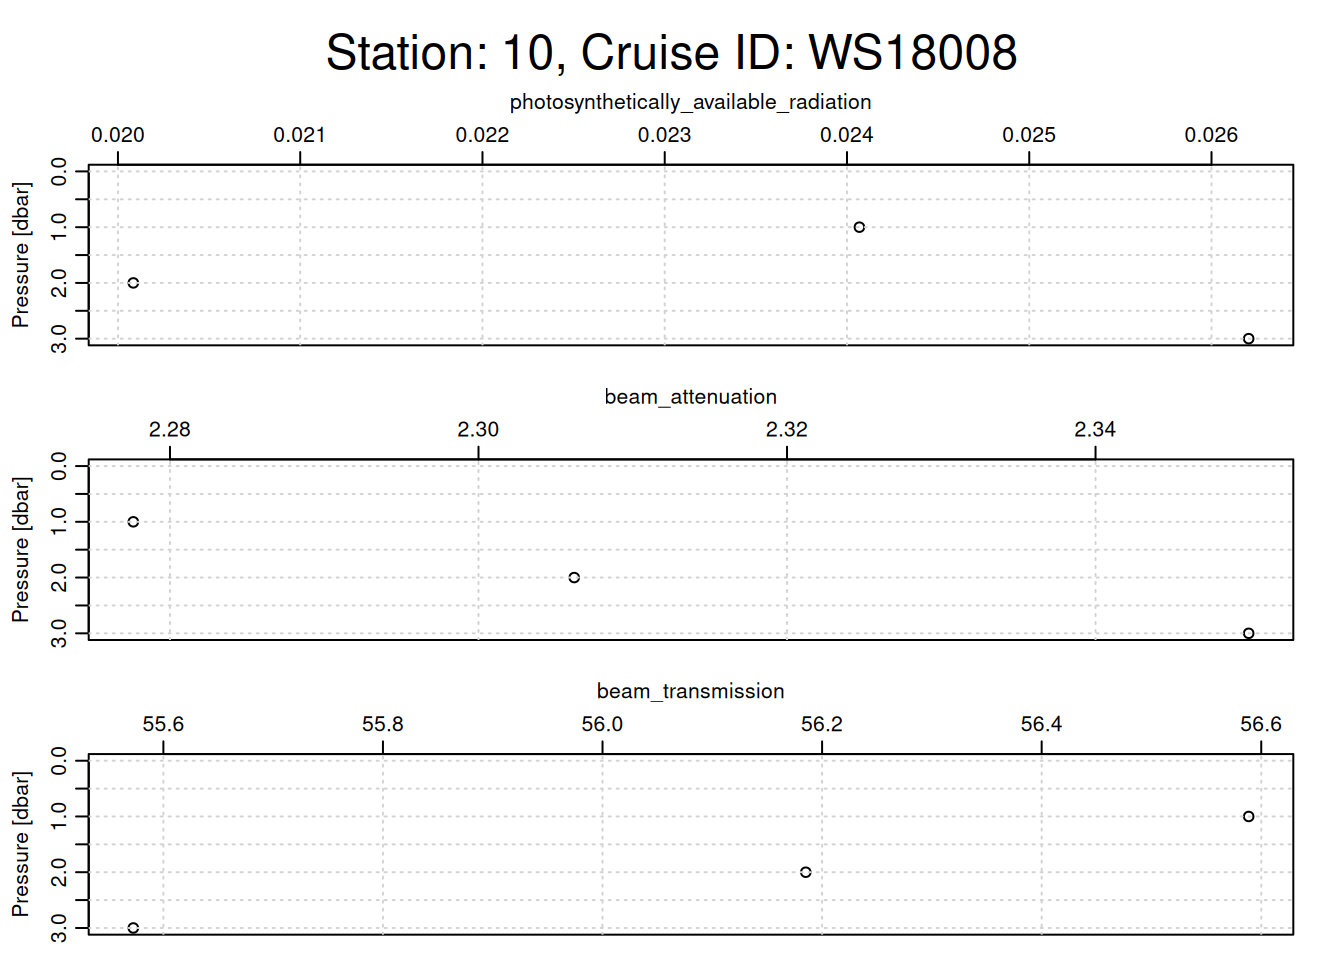 Station: 10, Cruise ID: WS18008
photosynthetically_available_radiation
0.020 0.021 0.022 0.023 0.024 0.025 0.026
Pressure [dbar]
0.0 1.0 2.0 3.0
beam_attenuation
2.28 2.30 2.32 2.34
Pressure [dbar]
0.0 1.0 2.0 3.0
beam_transmission
55.6 55.8 56.0 56.2 56.4 56.6
Pressure [dbar]
0.0 1.0 2.0 3.0